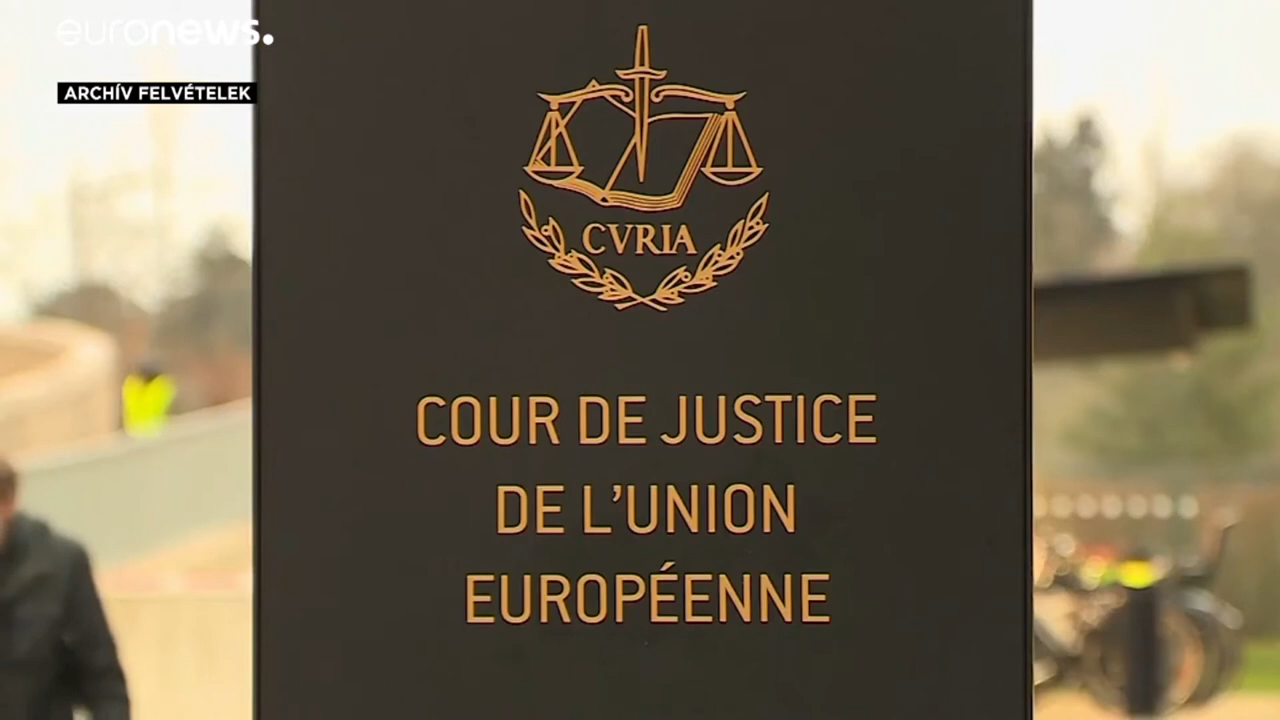 euronews.
ARCHÍV FELVÉTELEK
CVRIA
COUR DE JUSTICE
DE L'UNION
EUROPÉENNE